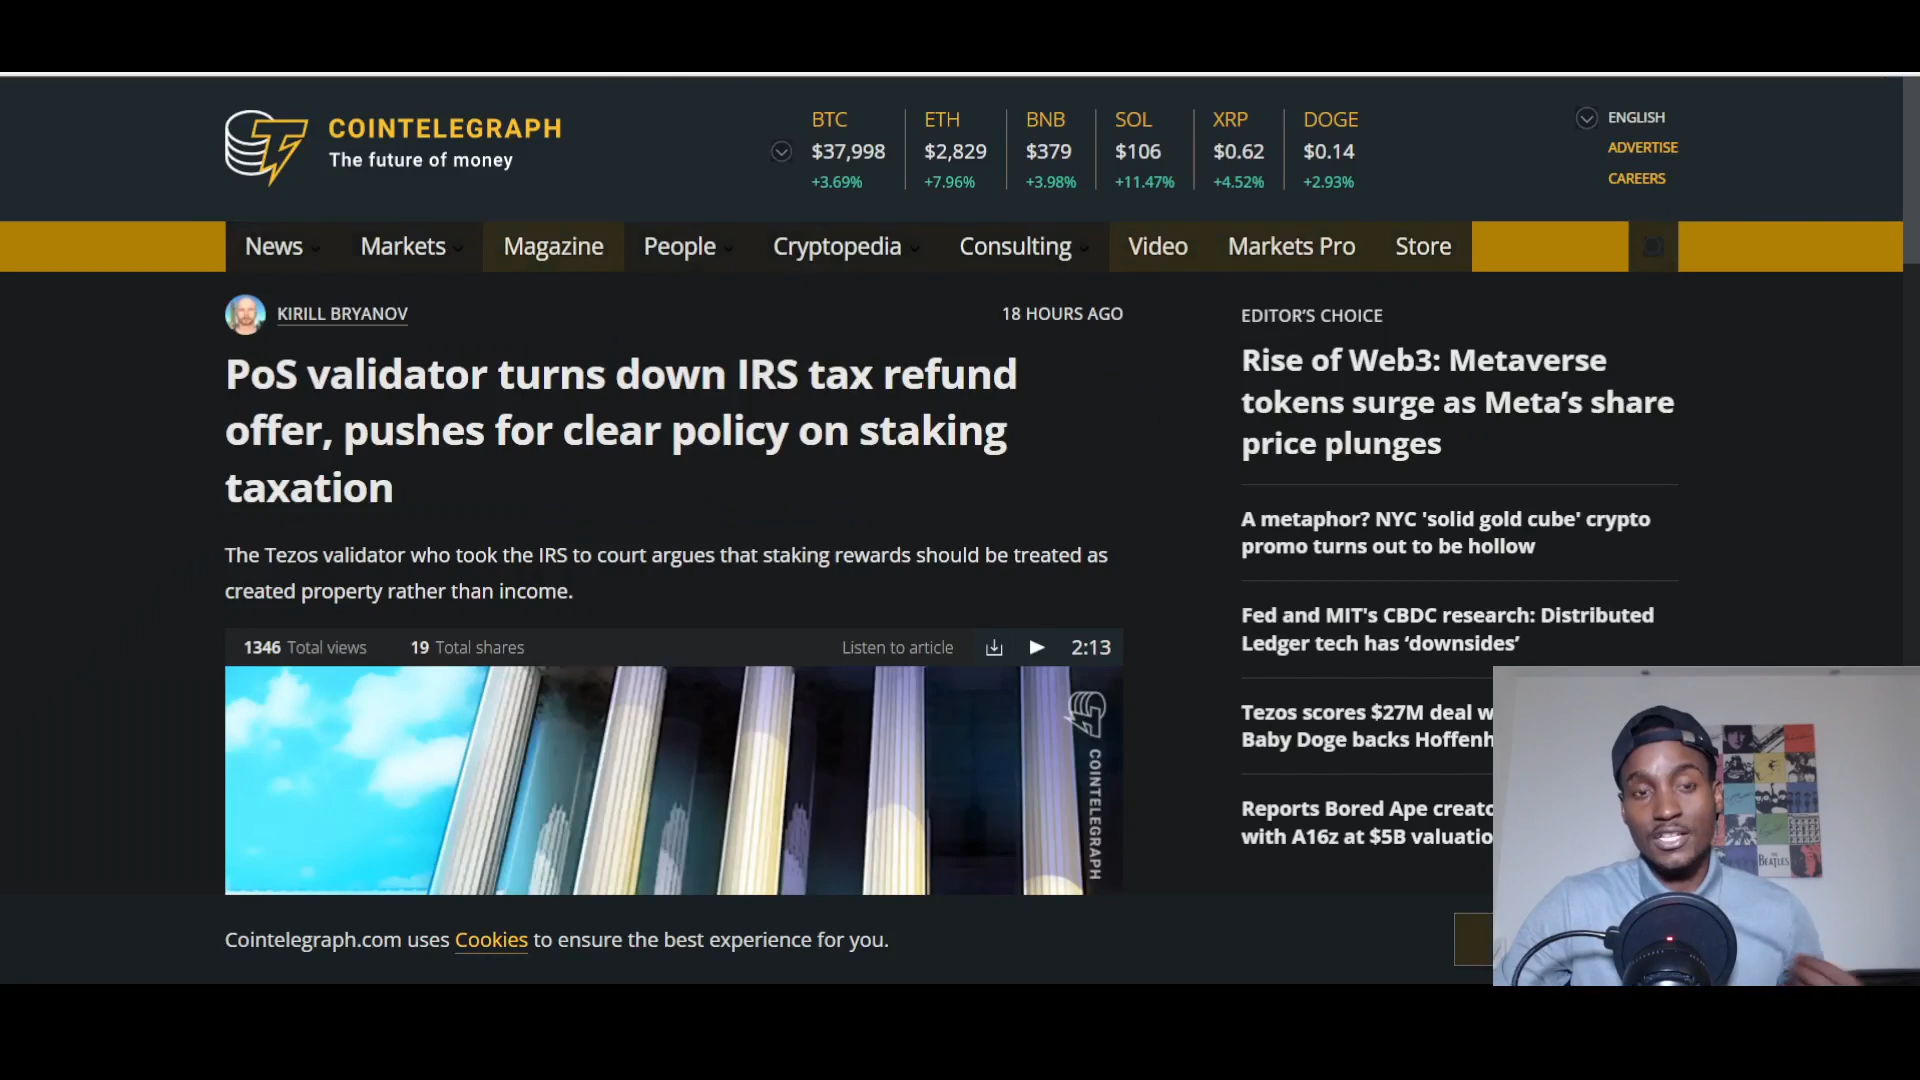 COINTELEGRAPH
The future of money
BTC
$37,998
+3.69%
ETH
$2,829
+7.96%
BNB
$379
+3.98%
SOL
$106
+11.47%
XRP
$0.62
+4.52%
DOGE
$0.14
+2.93%
ENGLISH
ADVERTISE
CAREERS
News Markets Magazine People Cryptopedia Consulting Video Markets Pro Store
KIRILL BRYANOV
18 HOURS AGO
PoS validator turns down IRS tax refund
offer, pushes for clear policy on staking
taxation
The Tezos validator who took the IRS to court argues that staking rewards should be treated as
created property rather than income.
1346 Total views 19 Total shares Listen to article 2:13
COINTELEGRAPH
EDITOR'S CHOICE
Rise of Web3: Metaverse
tokens surge as Meta's share
price plunges
A metaphor? NYC 'solid gold cube' crypto
promo turns out to be hollow
Fed and MIT's CBDC research: Distributed
Ledger tech has ‘downsides’
Tezos scores $27M deal w
Baby Doge backs Hoffenh
Reports Bored Ape creato
with A16z at $5B valuatio
THE BEATLES
Cointelegraph.com uses Cookies to ensure the best experience for you.